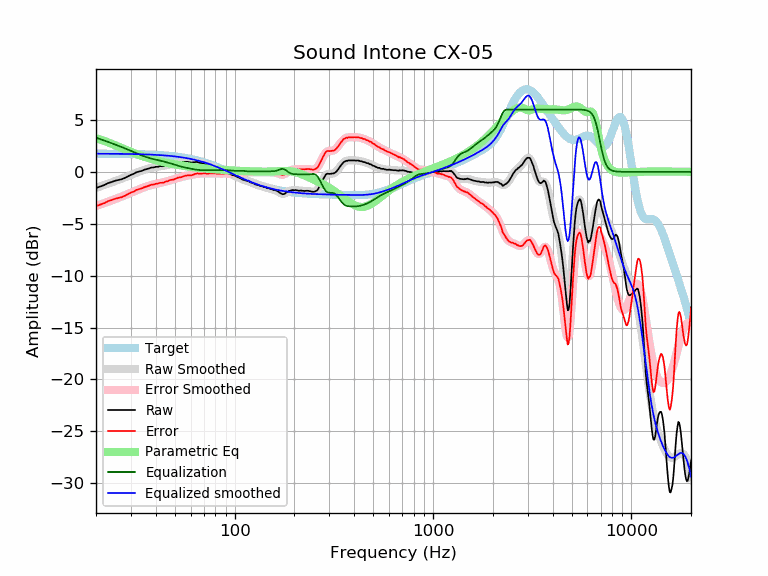 Sound Intone CX-05
Amplitude (dBr)
5
0
−5
−10
−15
−20
−25
−30
Target
Raw Smoothed
Error Smoothed
Raw
Error
Parametric Eq
Equalization
Equalized smoothed
100
1000
10000
Frequency (Hz)